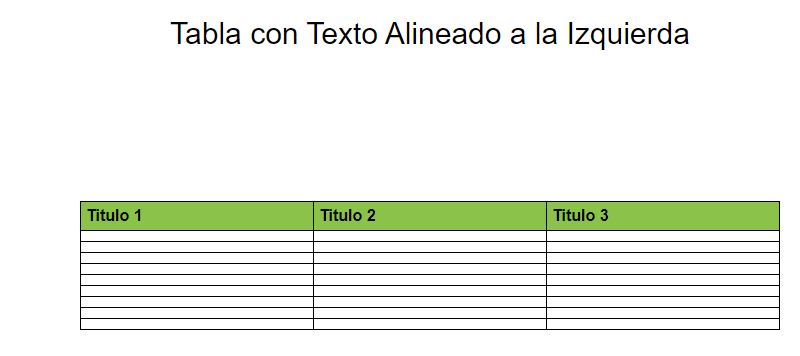 Tabla con Texto Alineado a la Izquierda
Titulo 1 Titulo 2 Titulo 3